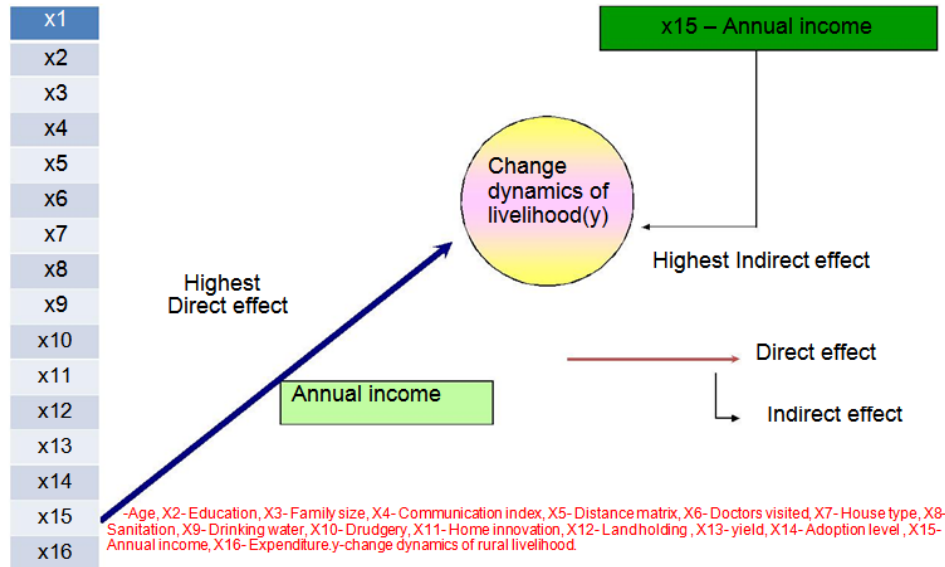 x1
x2
x3
x4
x5
x6
x7
x8
x9
x10
x11
x12
x13
x14
x15
x16
x15 – Annual income
Change
dynamics of
livelihood(y)
Highest Indirect effect
Highest
Direct effect
Annual income
Direct effect
Indirect effect
-Age, X2- Education, X3- Family size, X4- Communication index, X5- Distance matrix, X6- Doctors visited, X7- House type, X8-
Sanitation, X9- Drinking water, X10- Drudgery, X11- Home innovation, X12- Land holding , X13- yield, X14- Adoption level , X15-
Annual income, X16- Expenditure.y-change dynamics of rural livelihood.